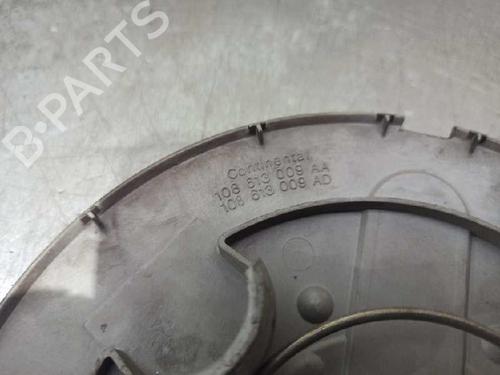 B-PARTS
Continental
108 613 009 AA
108 613 009 AD